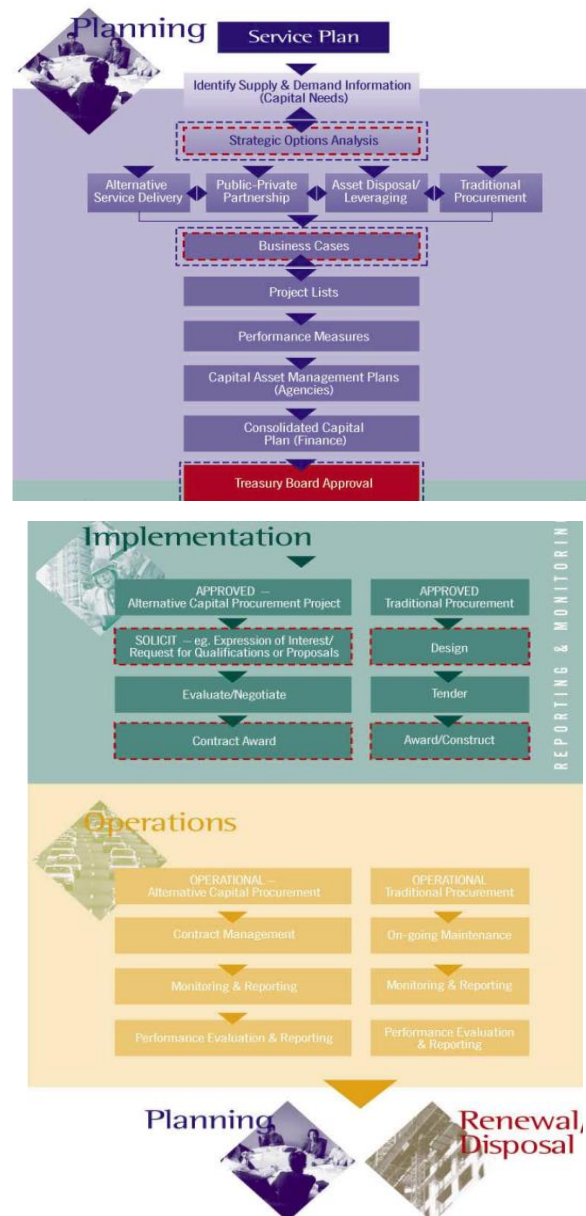 Planning
Service Plan
Identify Supply & Demand Information
(Capital Needs)
Strategic Options Analysis
Alternative
Service Delivery
Public-Private
Partnership
Asset Disposal/
Leveraging
Traditional
Procurement
Business Cases
Project Lists
Performance Measures
Capital Asset Management Plans
(Agencies)
Consolidated Capital
Plan (Finance)
Treasury Board Approval
Implementation
APPROVED –
Alternative Capital Procurement Project
SOLICIT – eg. Expression of Interest/
Request for Qualifications or Proposals
Evaluate/Negotiate
Contract Award
APPROVED
Traditional Procurement
Design
Tender
Award/Construct
REPORTING & MONITORING
Operations
OPERATIONAL –
Alternative Capital Procurement
Contract Management
Monitoring & Reporting
Performance Evaluation & Reporting
OPERATIONAL
Traditional Procurement
On-going Maintenance
Monitoring & Reporting
Performance Evaluation
& Reporting
Planning
Renewal/
Disposal